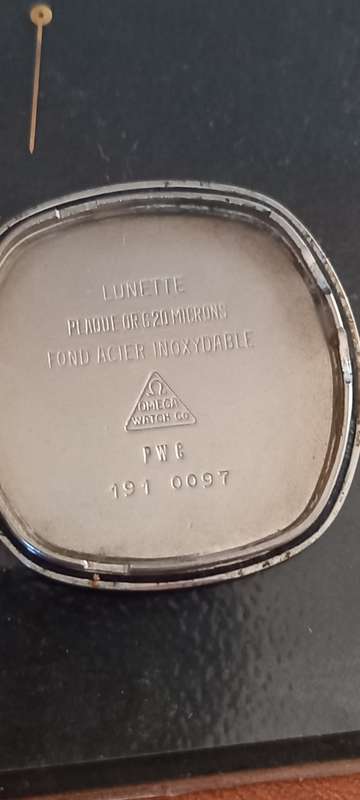 LUNETTE
PLAQUE OR G 20 MICRONS
FOND ACIER INOXYDABLE
Ω
OMEGA
WATCH Co
PWC
191 0097